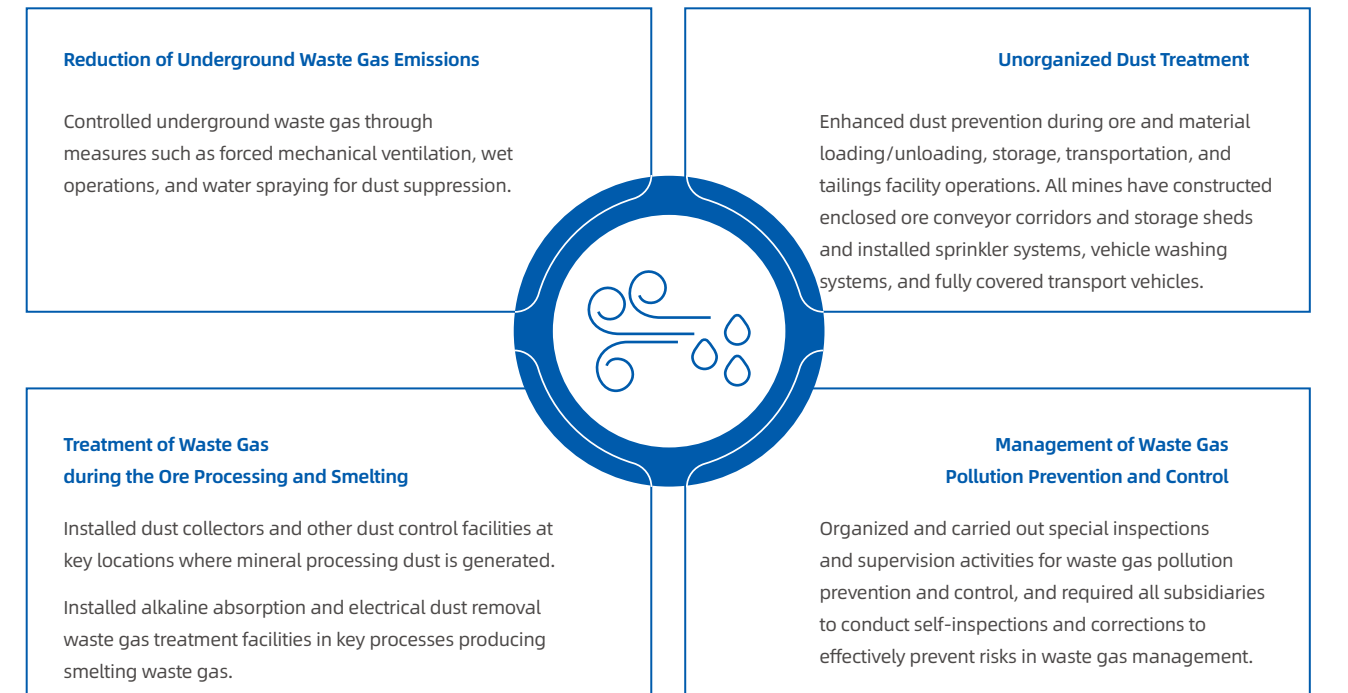 Reduction of Underground Waste Gas Emissions
Controlled underground waste gas through
measures such as forced mechanical ventilation, wet
operations, and water spraying for dust suppression.
Unorganized Dust Treatment
Enhanced dust prevention during ore and material
loading/unloading, storage, transportation, and
tailings facility operations. All mines have constructed
enclosed ore conveyor corridors and storage sheds
and installed sprinkler systems, vehicle washing
systems, and fully covered transport vehicles.
Treatment of Waste Gas
during the Ore Processing and Smelting
Installed dust collectors and other dust control facilities at
key locations where mineral processing dust is generated.
Installed alkaline absorption and electrical dust removal
waste gas treatment facilities in key processes producing
smelting waste gas.
Management of Waste Gas
Pollution Prevention and Control
Organized and carried out special inspections
and supervision activities for waste gas pollution
prevention and control, and required all subsidiaries
to conduct self-inspections and corrections to
effectively prevent risks in waste gas management.